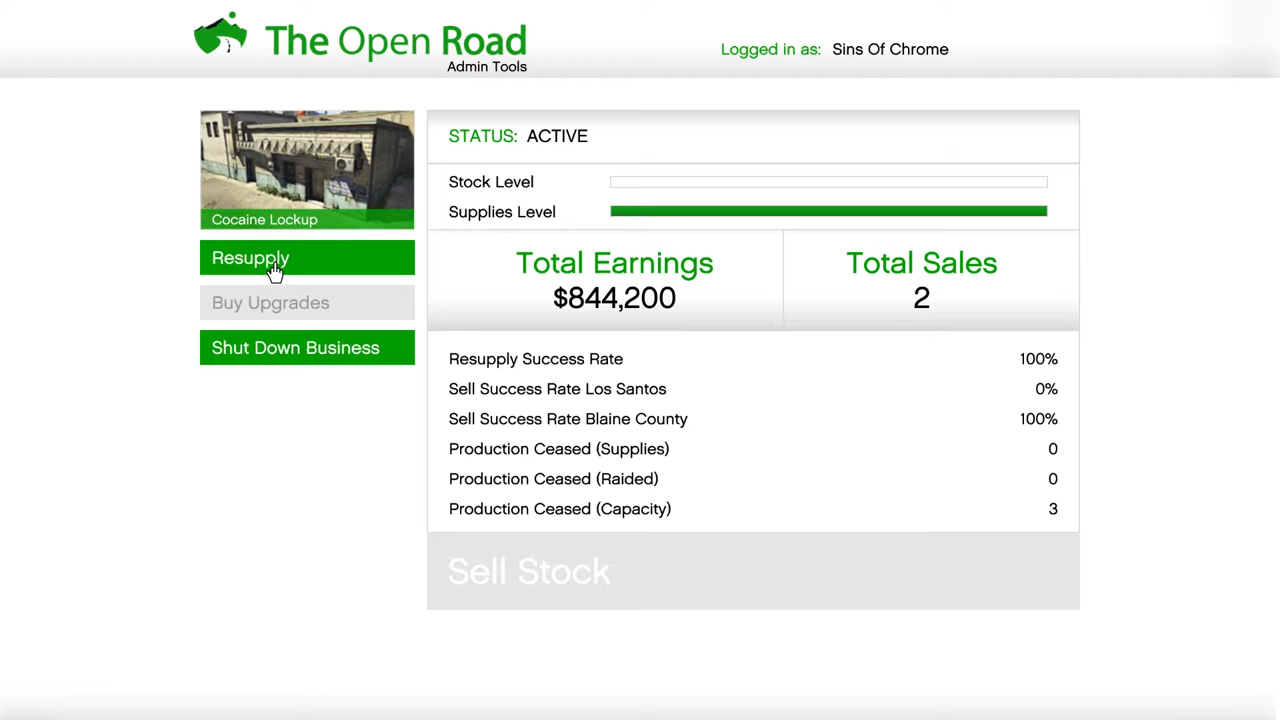 The Open Road
Admin Tools
Logged in as: Sins Of Chrome
Cocaine Lockup
Resupply
Buy Upgrades
Shut Down Business
STATUS: ACTIVE
Stock Level
Supplies Level
Total Earnings
$844,200
Total Sales
2
Resupply Success Rate 100%
Sell Success Rate Los Santos 0%
Sell Success Rate Blaine County 100%
Production Ceased (Supplies) 0
Production Ceased (Raided) 0
Production Ceased (Capacity) 3
Sell Stock